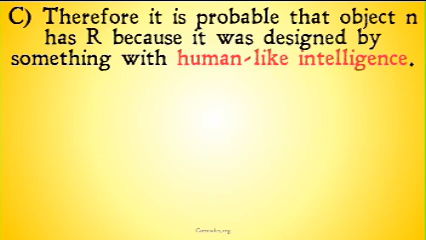 C) Therefore it is probable that object n
has R because it was designed by
something with human-like intelligence.